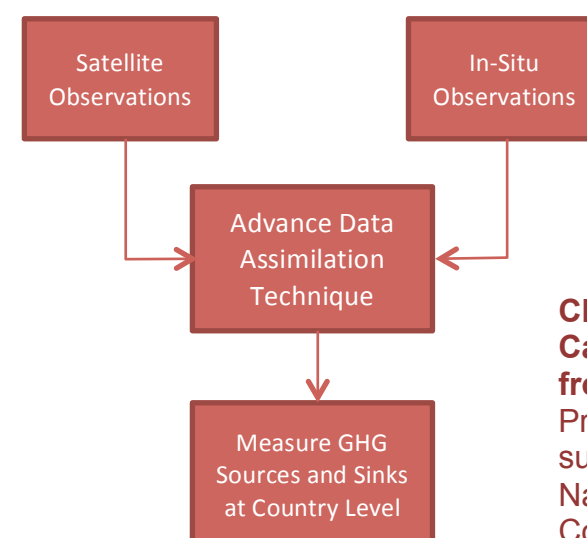 Satellite
Observations
In-Situ
Observations
Advance Data
Assimilation
Technique
Measure GHG
Sources and Sinks
at Country Level